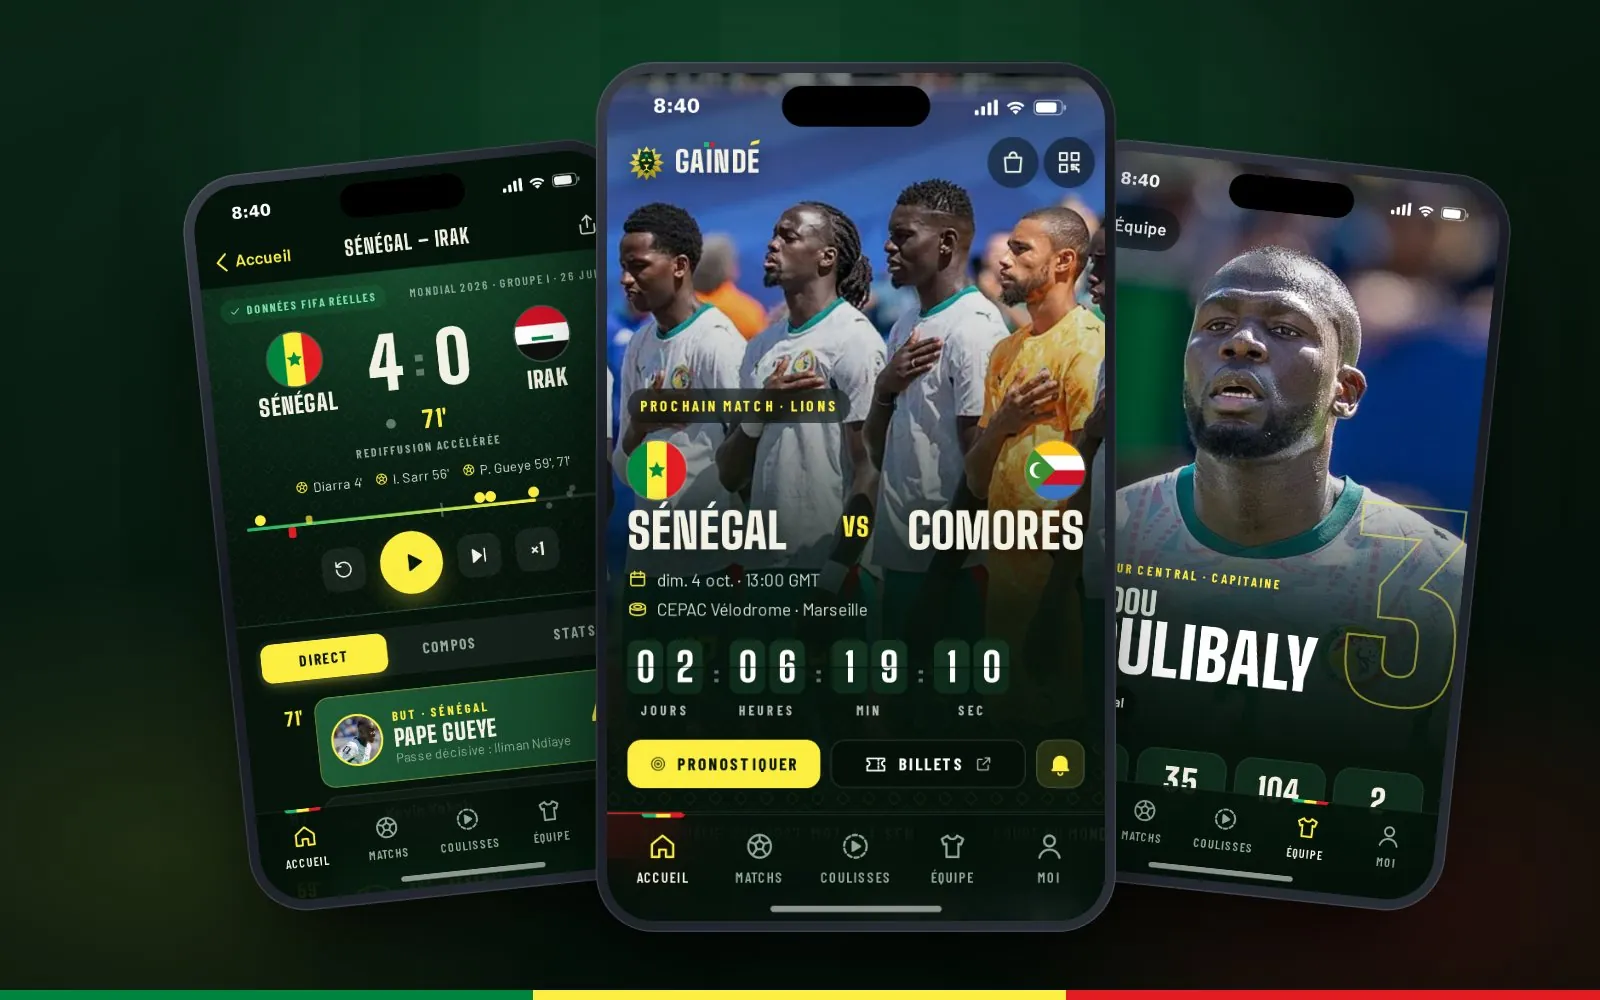 8:40
Accueil
SÉNÉGAL – IRAK
DONNÉES FIFA RÉELLES
MONDIAL 2026 · GROUPE I · 26
SÉNÉGAL
4:0
IRAK
71'
REDIFFUSION ACCÉLÉRÉE
Diarra 4' I. Sarr 56' P. Gueye 59', 71'
×1
DIRECT
COMPOS
STATS
71'
BUT · SÉNÉGAL
PAPE GUEYE
Passe décisive : Iliman Ndiaye
ACCUEIL
MATCHS
COULISSES
ÉQUIPE
8:40
GAINDÉ
PROCHAIN MATCH · LIONS
SÉNÉGAL
VS
COMORES
dim. 4 oct. · 13:00 GMT
CEPAC Vélodrome · Marseille
02 : 06 : 19 : 10
JOURS HEURES MIN SEC
PRONOSTIQUER
BILLETS
ACCUEIL
MATCHS
COULISSES
ÉQUIPE
MOI
8:40
Équipe
3
UR CENTRAL · CAPITAINE
DOU
OULIBALY
al
35
104
2
MATCHS
COULISSES
ÉQUIPE
MOI